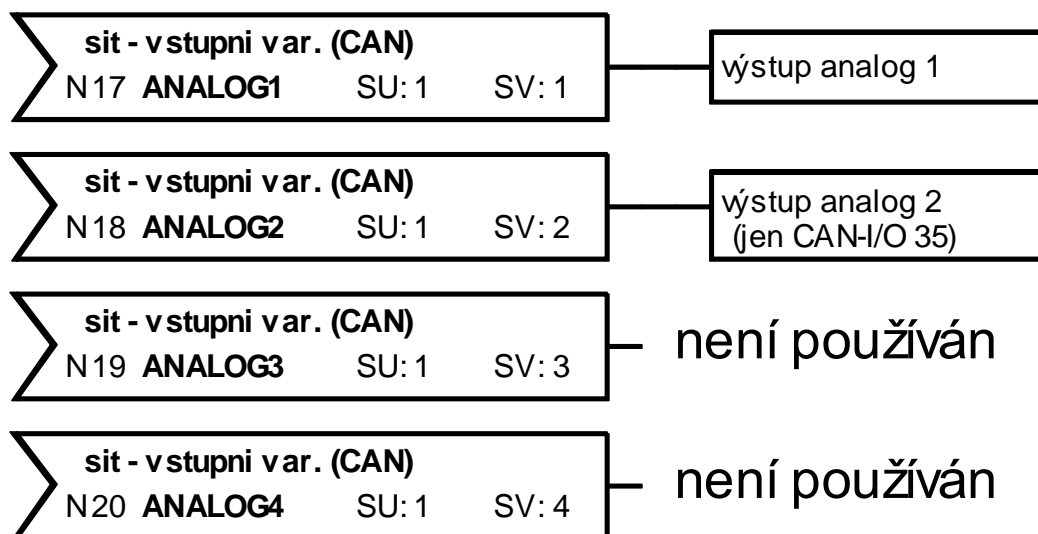 sit - vstupni var. (CAN)
N17 ANALOG1 SU: 1 SV: 1
výstup analog 1
sit - vstupni var. (CAN)
N18 ANALOG2 SU: 1 SV: 2
výstup analog 2
(jen CAN-I/O 35)
sit - vstupni var. (CAN)
N19 ANALOG3 SU: 1 SV: 3
není používán
sit - vstupni var. (CAN)
N20 ANALOG4 SU: 1 SV: 4
není používán